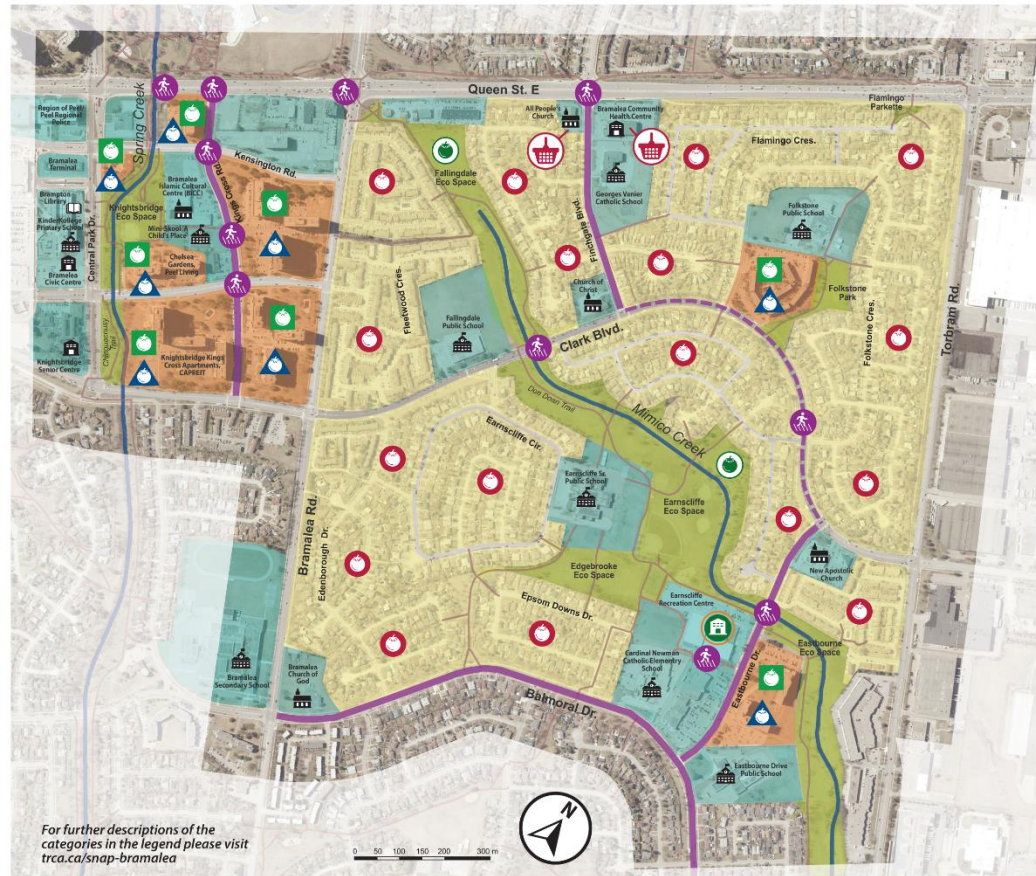 Queen St. E
Spring Creek
Region of Peel/
Peel Regional
Police
Bramalea
Terminal
Brampton
Library
KinderKollege
Primary School
Bramalea
Civic Centre
Central Park Dr.
Knightsbridge
Eco Space
Bramalea
Islamic Cultural
Centre (BICC)
Kings Cross Rd.
Kensington Rd.
Mini-Skool A
Child's Place
Chelsea
Gardens,
Peel Living
Chinguacousy
Trail
Knightsbridge
Senior Centre
Knightsbridge Kings
Cross Apartments,
CAPREIT
Fallingdale
Eco Space
All People's
Church
Bramalea Community
Health Centre
Georges Vanier
Catholic School
Finchgate Blvd.
Flamingo
Parkette
Flamingo Cres.
Folkstone
Public School
Folkstone
Park
Folkstone Cres.
Torbram Rd.
Fleetwood Cres.
Fallingdale
Public School
Church of
Christ
Clark Blvd.
Don Doan Trail
Mimico Creek
Earnscliffe Cir.
Earnscliffe Sr.
Public School
Earnscliffe
Eco Space
Bramalea Rd.
Edenborough Dr.
Edgebrooke
Eco Space
Epsom Downs Dr.
Earnscliffe
Recreation Centre
New Apostolic
Church
Eastbourne
Eco Space
Eastbourne Dr.
Cardinal Newman
Catholic Elementry
School
Bramalea
Secondary School
Bramalea
Church of
God
Balmoral Dr.
Eastbourne Drive
Public School
For further descriptions of the
categories in the legend please visit
trca.ca/snap-bramalea
0 50 100 150 200 300 m
N